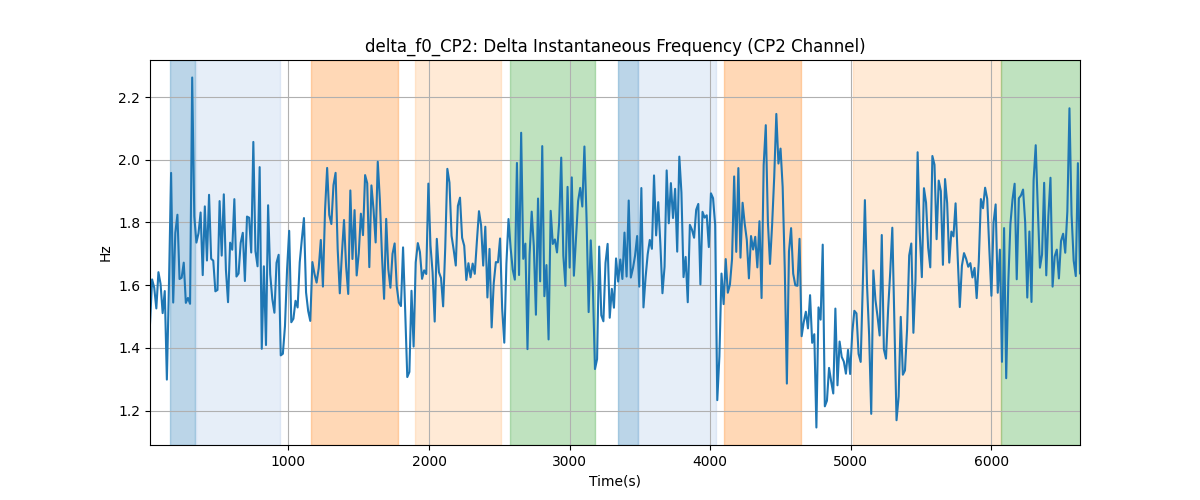 delta_f0_CP2: Delta Instantaneous Frequency (CP2 Channel)
Hz
2.2
2.0
1.8
1.6
1.4
1.2
1000 2000 3000 4000 5000 6000
Time(s)